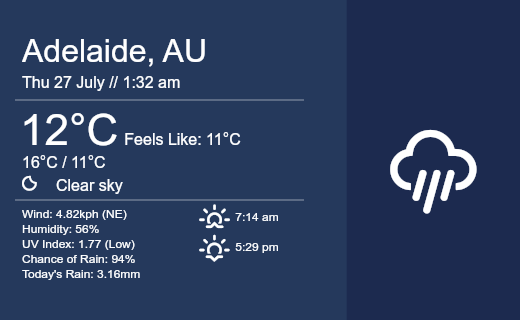 Adelaide, AU
Thu 27 July // 1:32 am
12°C Feels Like: 11°C
16°C / 11°C
Clear sky
Wind: 4.82kph (NE)
Humidity: 56%
UV Index: 1.77 (Low)
Chance of Rain: 94%
Today's Rain: 3.16mm
7:14 am
5:29 pm